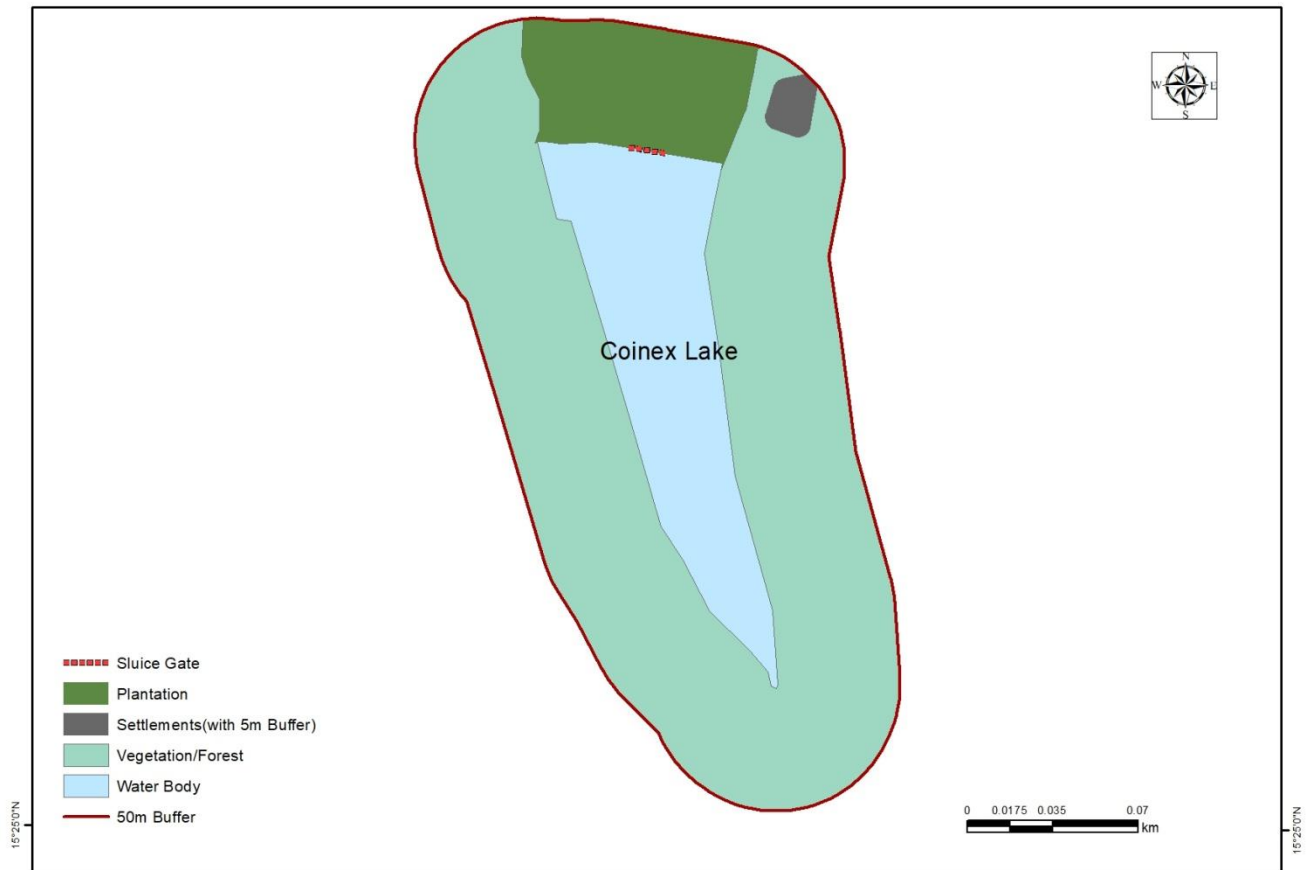 N
W E
S
Coinex Lake
Sluice Gate
Plantation
Settlements(with 5m Buffer)
Vegetation/Forest
Water Body
50m Buffer
0 0.0175 0.035 0.07
km
15°25'0"N
15°25'0"N